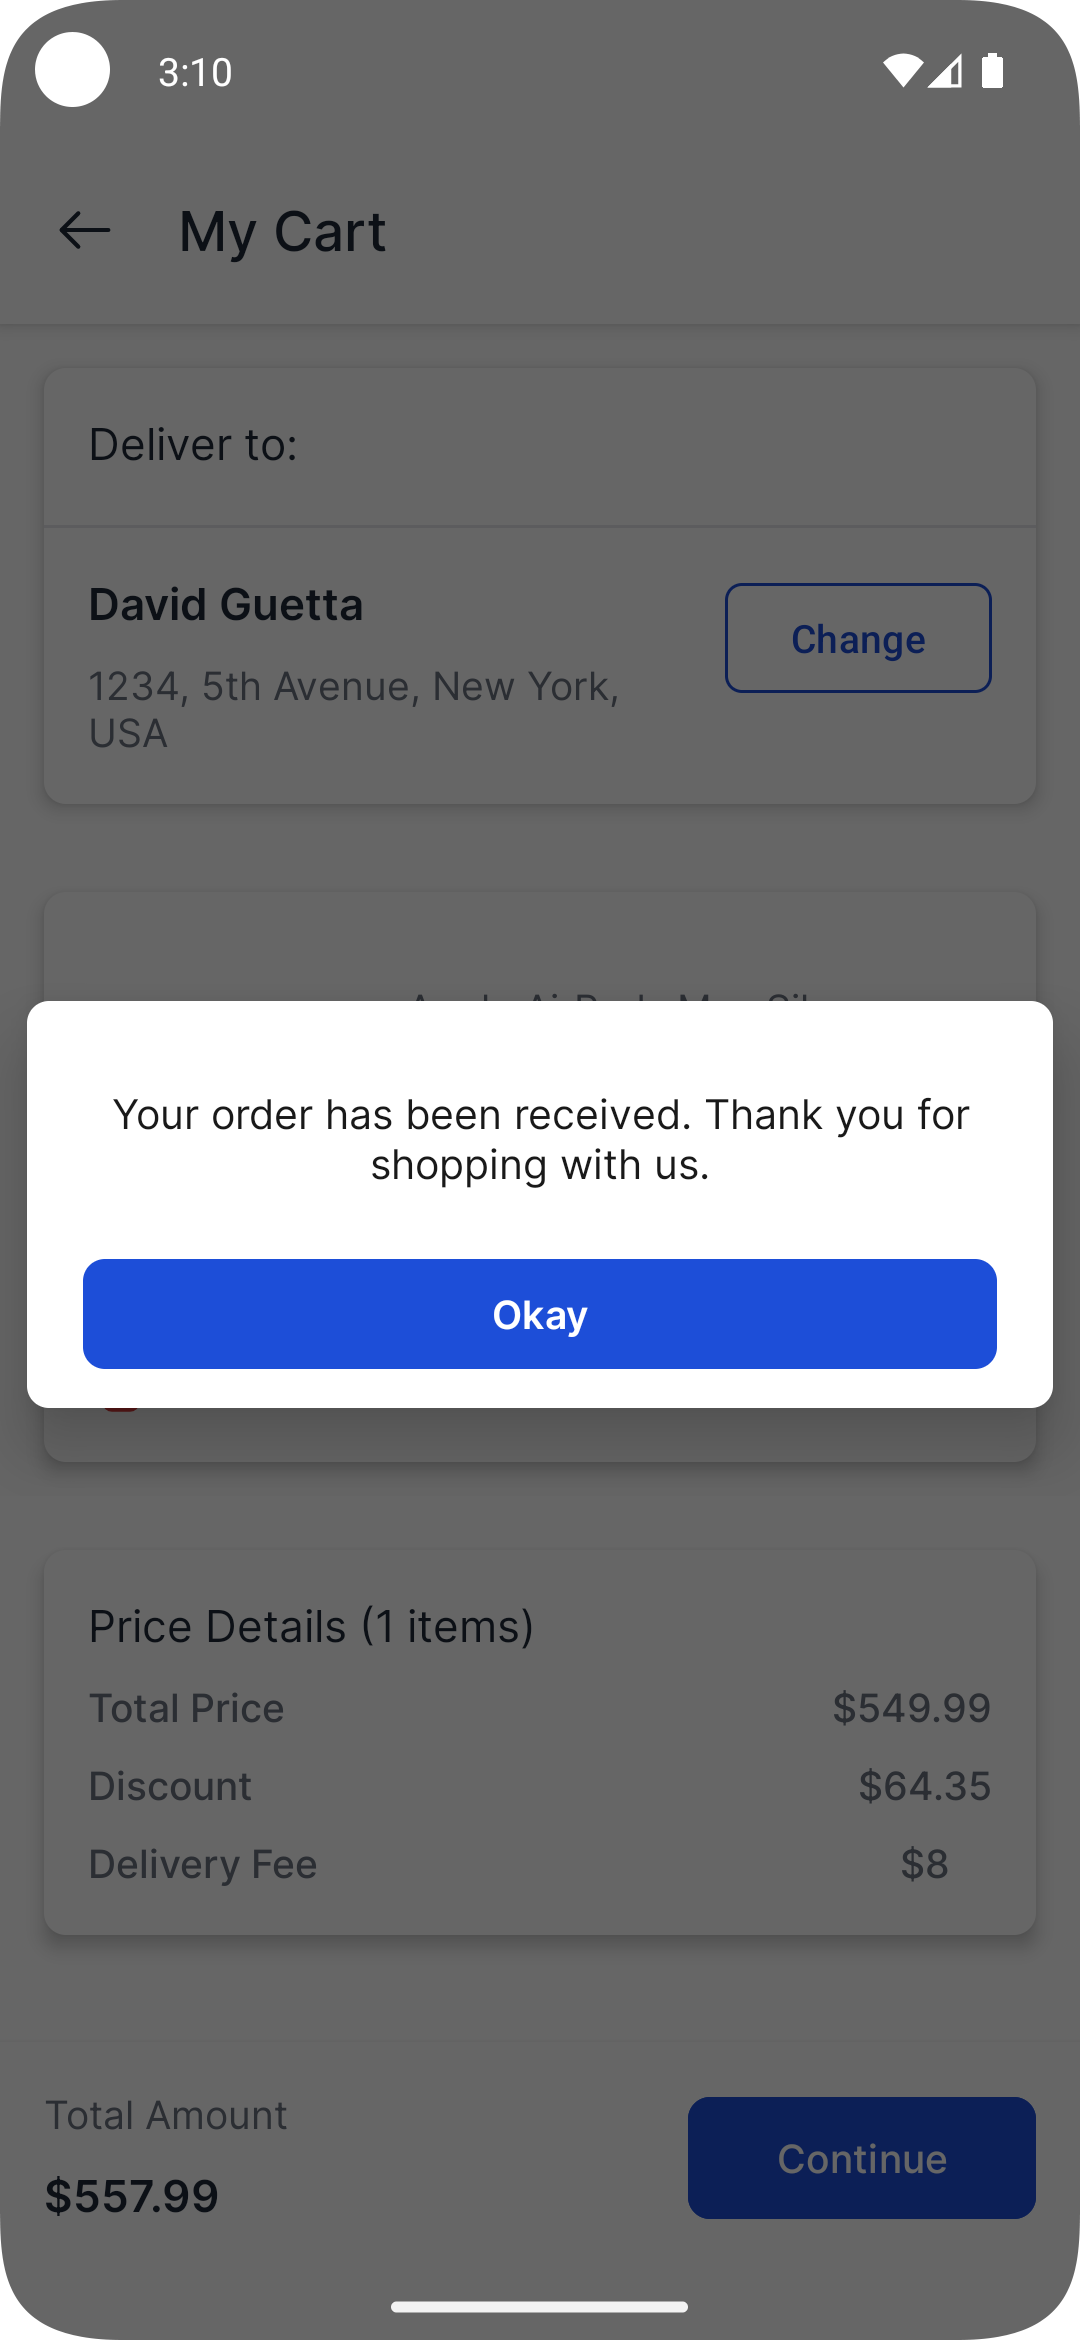 3:10
My Cart
Deliver to:
David Guetta
Change
1234, 5th Avenue, New York,
USA
Your order has been received. Thank you for
shopping with us.
Okay
Price Details (1 items)
Total Price $549.99
Discount $64.35
Delivery Fee $8
Total Amount
$557.99
Continue